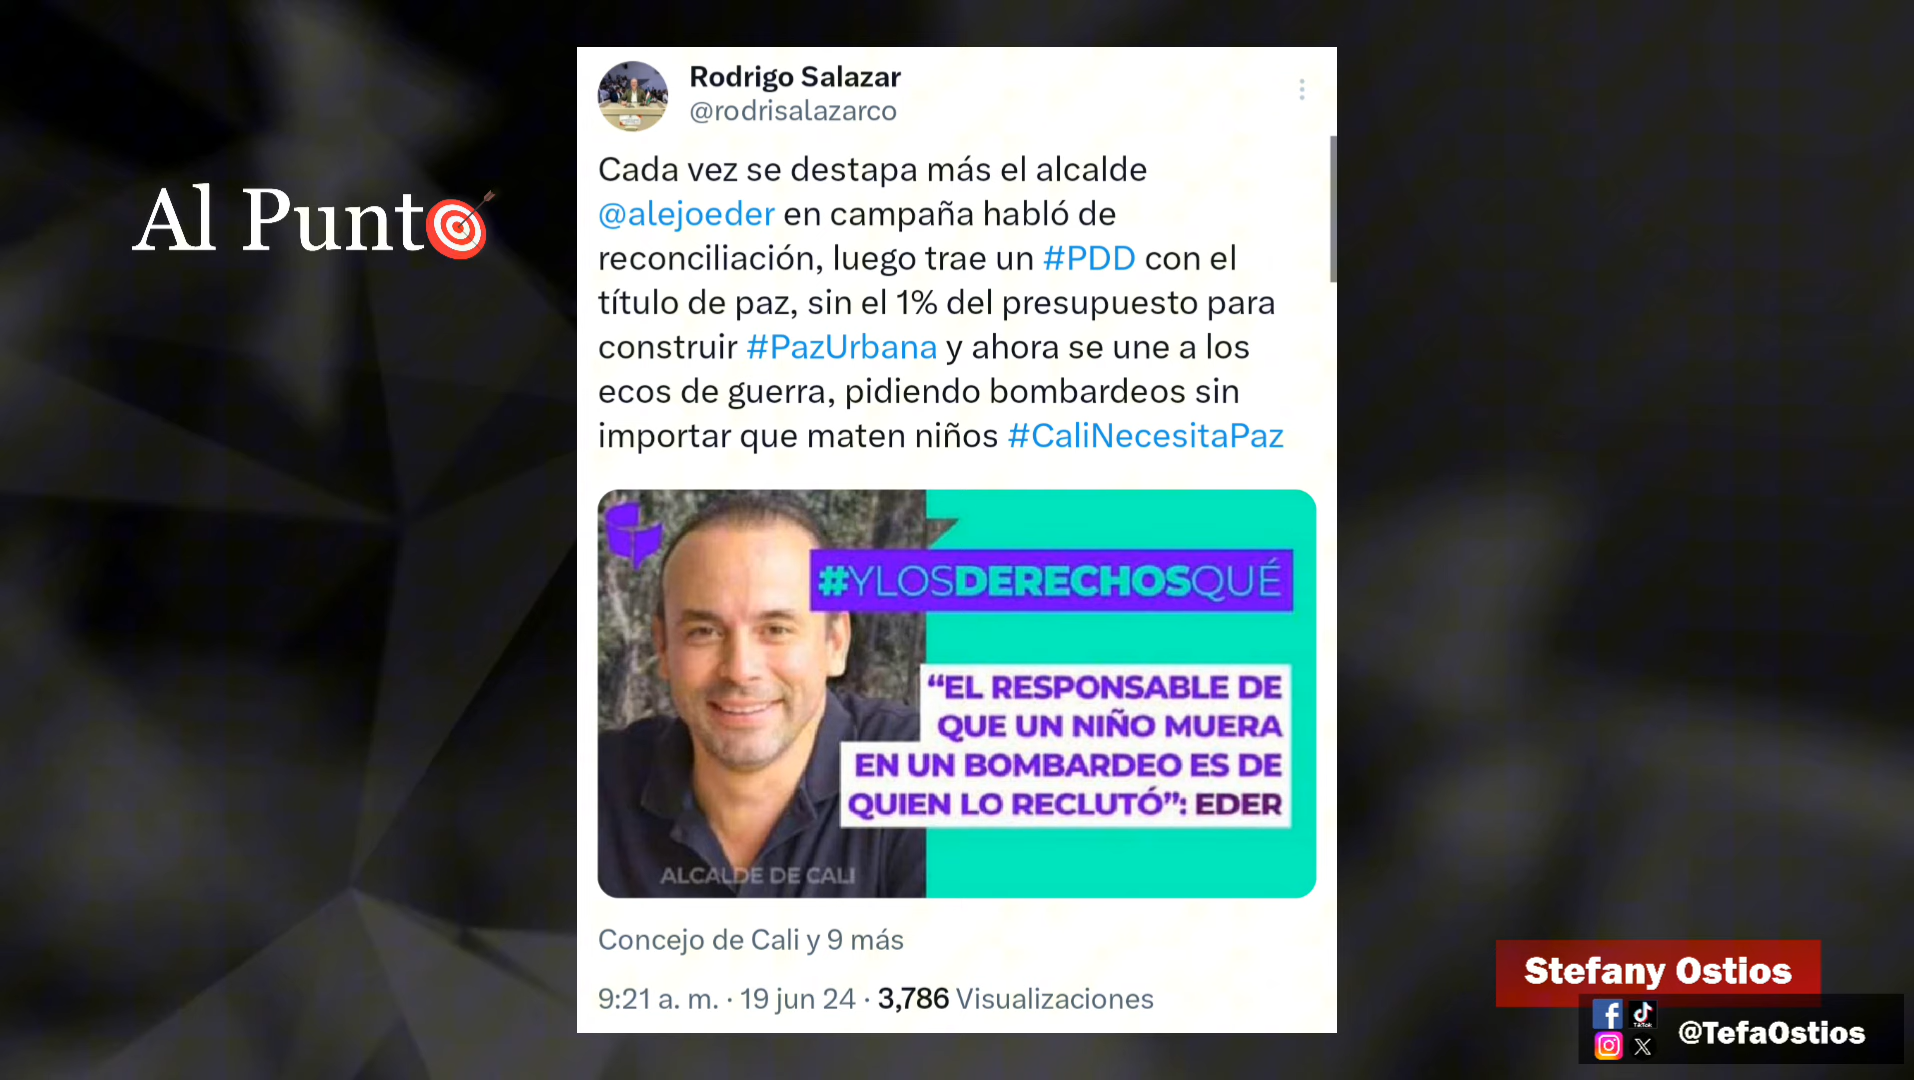 Al Punto
Rodrigo Salazar
@rodrisalazarco
Cada vez se destapa más el alcalde
@alejoeder en campaña habló de
reconciliación, luego trae un #PDD con el
título de paz, sin el 1% del presupuesto para
construir #PazUrbana y ahora se une a los
ecos de guerra, pidiendo bombardeos sin
importar que maten niños #CaliNecesitaPaz
#YLOSDERECHOSQUÉ
“EL RESPONSABLE DE
QUE UN NIÑO MUERA
EN UN BOMBARDEO ES DE
QUIEN LO RECLUTÓ”: EDER
ALCALDE DE CALI
Concejo de Cali y 9 más
9:21 a. m. · 19 jun 24 · 3,786 Visualizaciones
Stefany Ostios
@TefaOstios